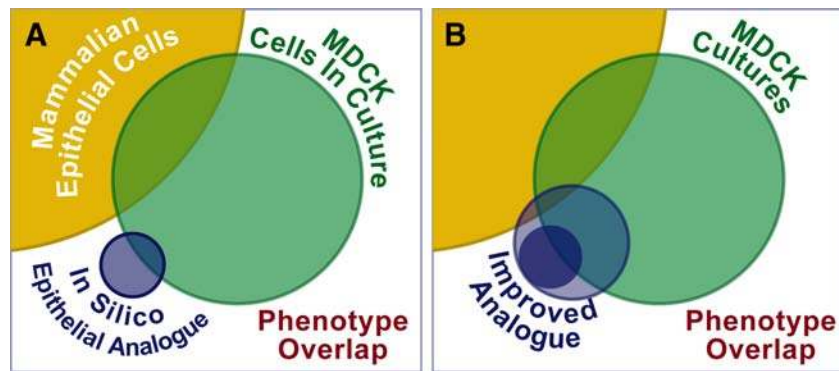 A
Mammalian
Epithelial Cells
MDCK
Cells In Culture
In Silico
Epithelial Analogue
Phenotype
Overlap
B
MDCK
Cultures
Improved
Analogue
Phenotype
Overlap